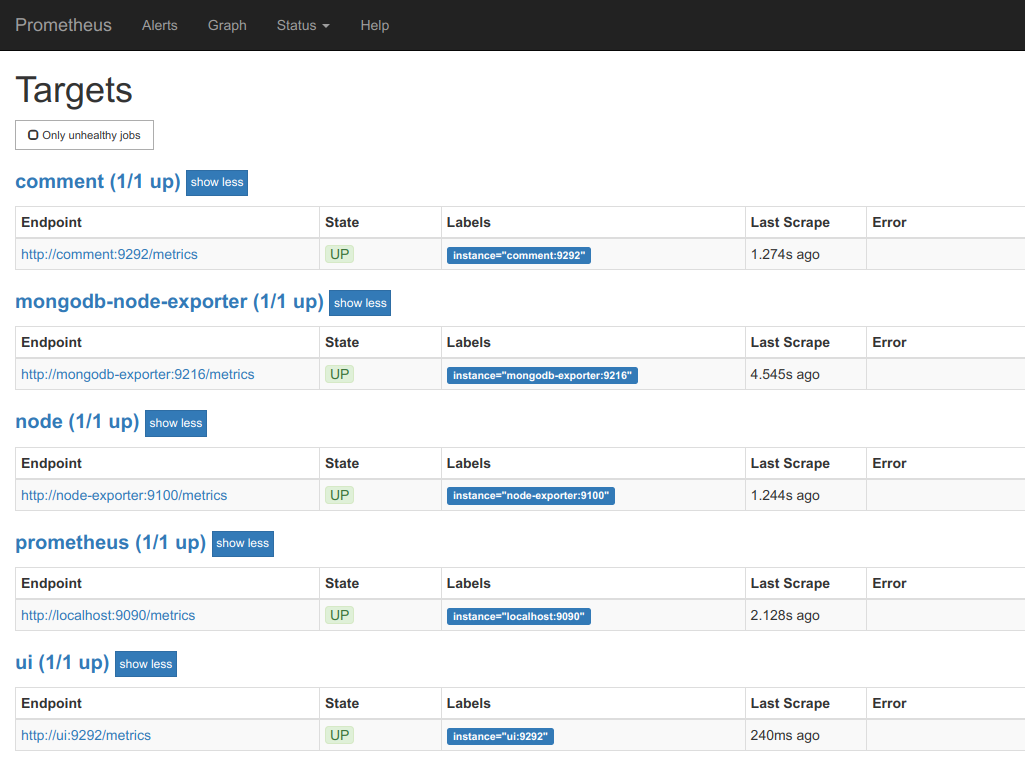 Prometheus Alerts Graph Status Help
Targets
Only unhealthy jobs
comment (1/1 up) show less
Endpoint State Labels Last Scrape Error
http://comment:9292/metrics UP instance="comment:9292" 1.274s ago
mongodb-node-exporter (1/1 up) show less
Endpoint State Labels Last Scrape Error
http://mongodb-exporter:9216/metrics UP instance="mongodb-exporter:9216" 4.545s ago
node (1/1 up) show less
Endpoint State Labels Last Scrape Error
http://node-exporter:9100/metrics UP instance="node-exporter:9100" 1.244s ago
prometheus (1/1 up) show less
Endpoint State Labels Last Scrape Error
http://localhost:9090/metrics UP instance="localhost:9090" 2.128s ago
ui (1/1 up) show less
Endpoint State Labels Last Scrape Error
http://ui:9292/metrics UP instance="ui:9292" 240ms ago